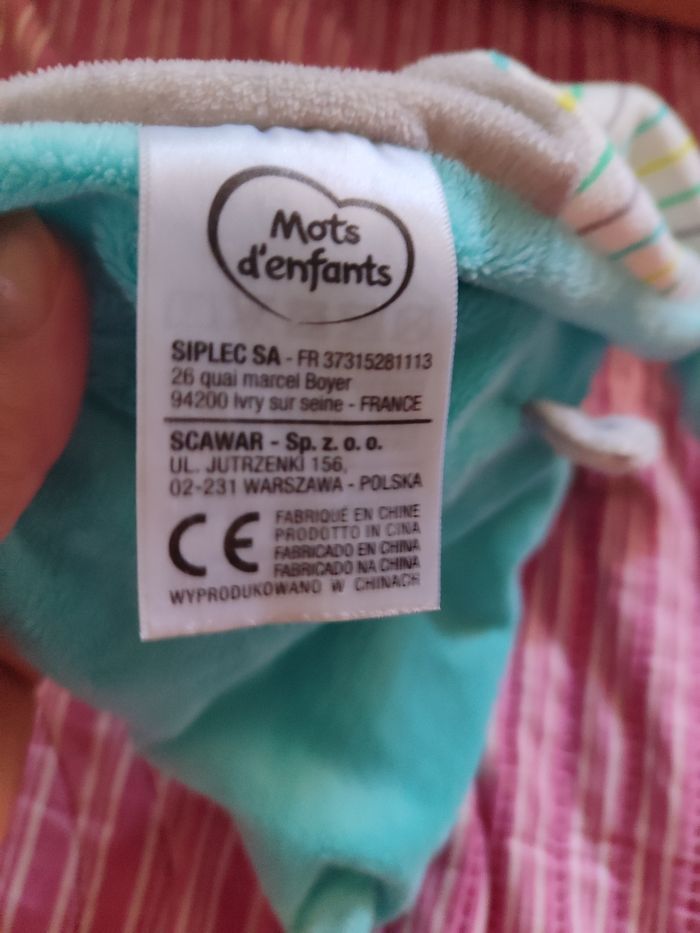 Mots
d'enfants
SIPLEC SA - FR 37315281113
26 quai marcel Boyer
94200 Ivry sur seine - FRANCE
SCAWAR - Sp. z. o. o.
UL. JUTRZENKI 156,
02-231 WARSZAWA - POLSKA
CE
FABRIQUÉ EN CHINE
PRODOTTO IN CINA
FABRICADO EN CHINA
FABRICADO NA CHINA
WYPRODUKOWANO W CHINACH